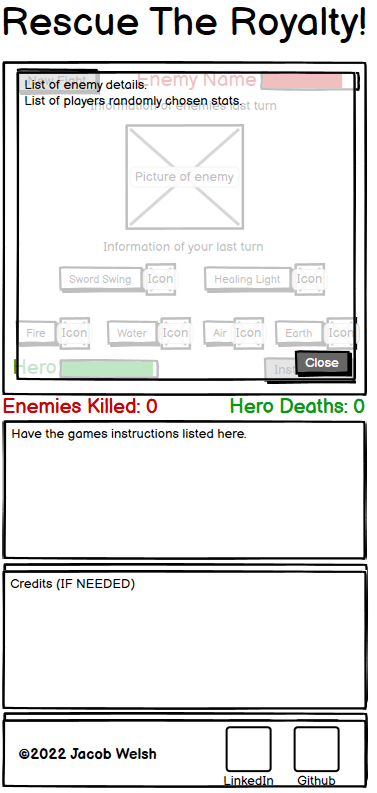 Rescue The Royalty!
New Fight
Enemy Name
List of enemy details.
List of players randomly chosen stats.
Information of enemies last turn
Picture of enemy
Information of your last turn
Sword Swing Icon Healing Light Icon
Fire Icon Water Icon Air Icon Earth Icon
Hero
Close
Enemies Killed: 0 Hero Deaths: 0
Have the games instructions listed here.
Credits (IF NEEDED)
©2022 Jacob Welsh
LinkedIn Github